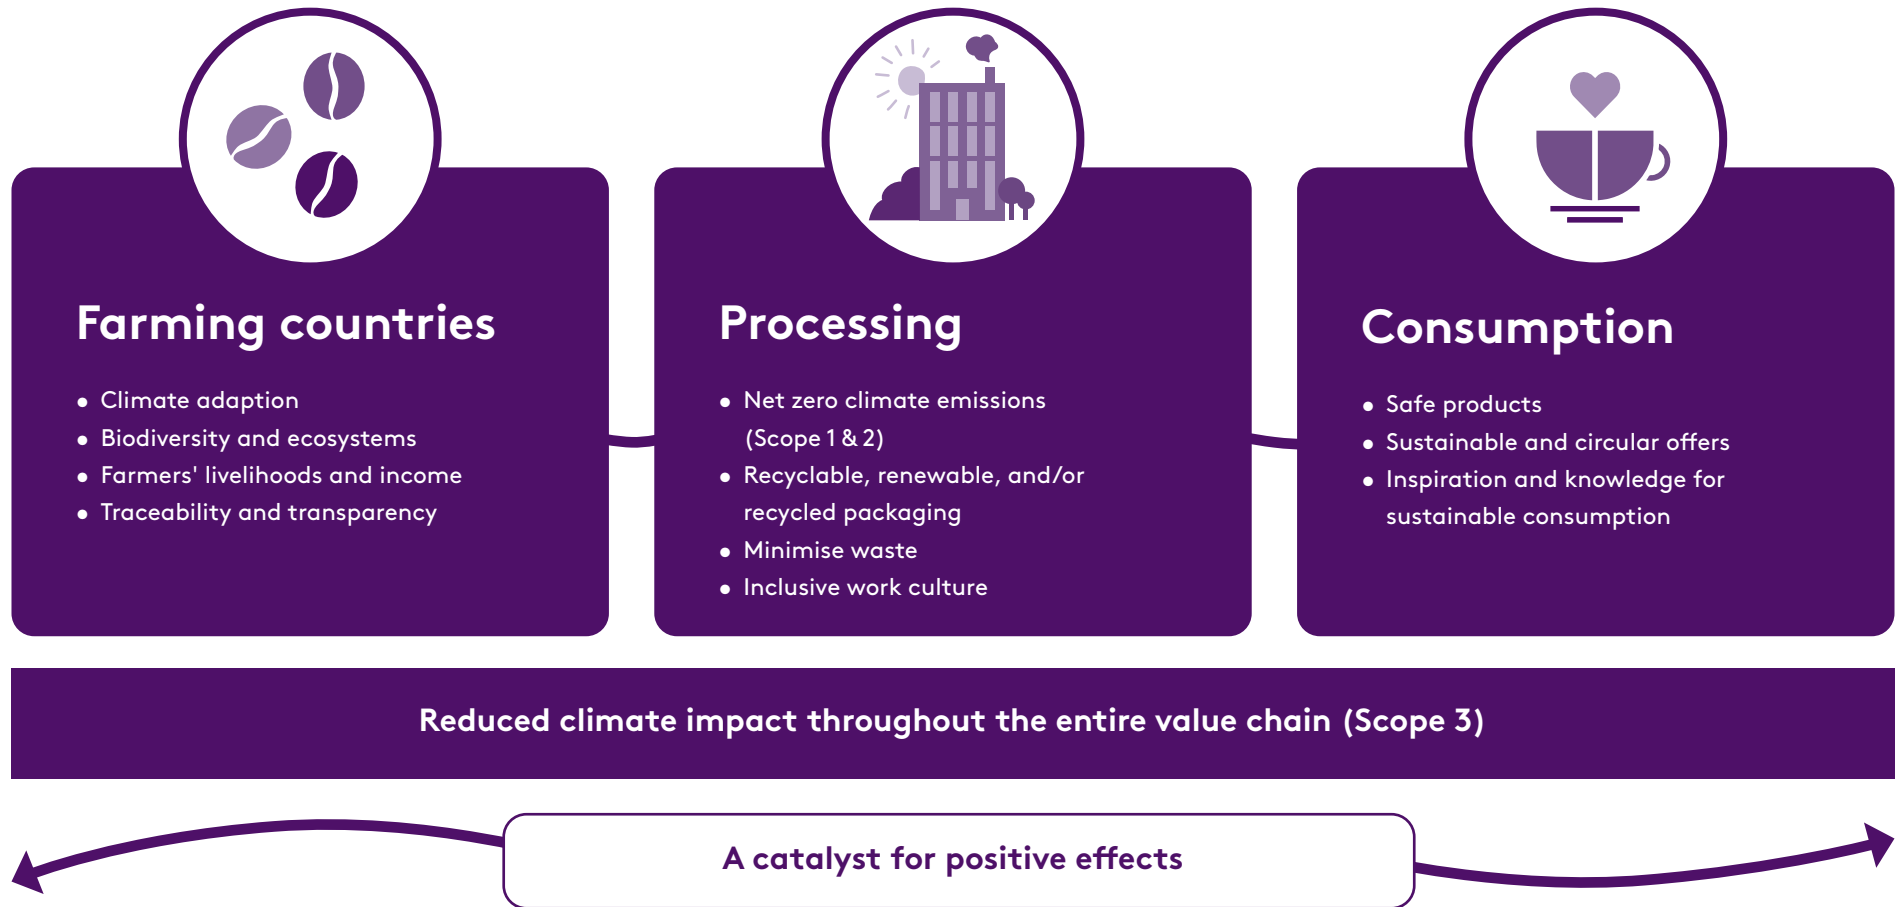 Farming countries
• Climate adaption
• Biodiversity and ecosystems
• Farmers' livelihoods and income
• Traceability and transparency
Processing
• Net zero climate emissions
(Scope 1 & 2)
• Recyclable, renewable, and/or
recycled packaging
• Minimise waste
• Inclusive work culture
Consumption
• Safe products
• Sustainable and circular offers
• Inspiration and knowledge for
sustainable consumption
Reduced climate impact throughout the entire value chain (Scope 3)
A catalyst for positive effects